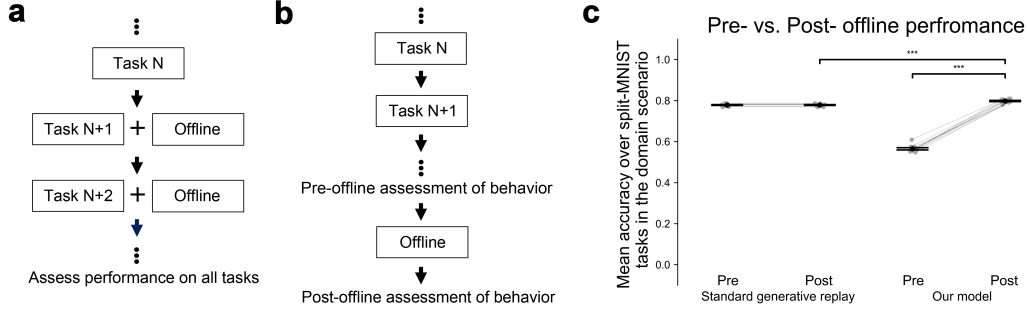 a
Task N
Task N+1 + Offline
Task N+2 + Offline
Assess performance on all tasks
b
Task N
Task N+1
Pre-offline assessment of behavior
Offline
Post-offline assessment of behavior
c
Pre- vs. Post- offline perfromance
Mean accuracy over split-MNIST
tasks in the domain scenario
1.0
0.8
0.6
0.4
0.2
0.0
***
***
Pre Post Pre Post
Standard generative replay Our model